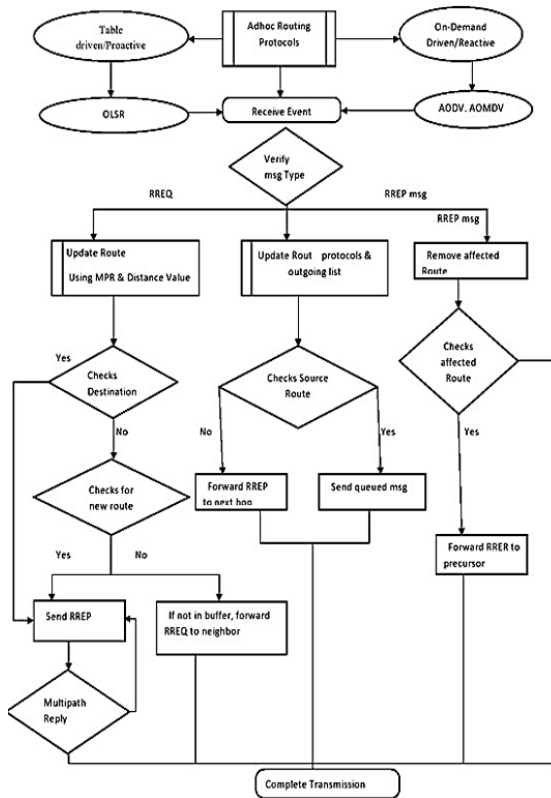 Table
driven/Proactive
Adhoc Routing
Protocols
On-Demand
Driven/Reactive
OLSR
Receive Event
AODV. AOMDV
Verify
msg Type
RREQ
RREP msg
RREP msg
Update Route
Using MPR & Distance Value
Update Rout protocols &
outgoing list
Remove affected
Route
Yes
Checks
Destination
Checks Source
Route
Checks
affected
Route
No
No
Yes
Yes
Checks for
new route
Forward RREP
to next hop
Send queued msg
Yes
No
Forward RRER to
precursor
Send RREP
If not in buffer, forward
RREQ to neighbor
Multipath
Reply
Complete Transmission